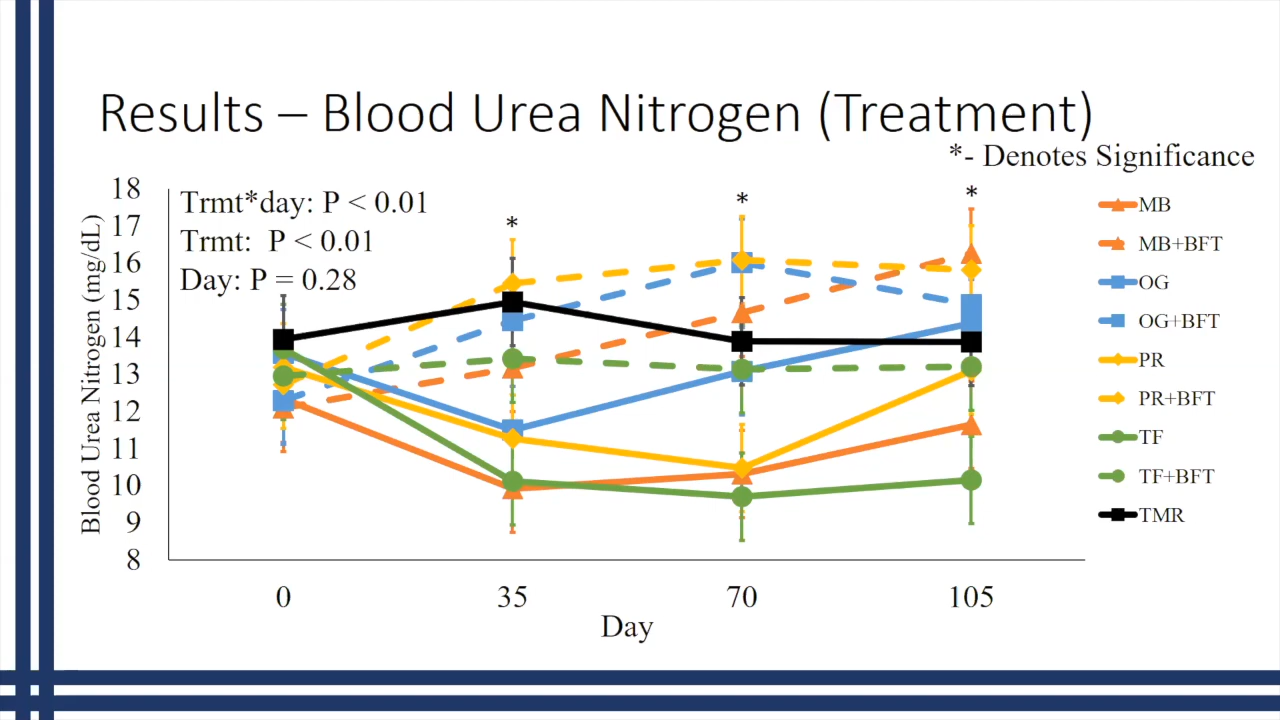 Results – Blood Urea Nitrogen (Treatment)
*- Denotes Significance
Trmt*day: P < 0.01
Trmt:  P < 0.01
Day: P = 0.28
Blood Urea Nitrogen (mg/dL)
18
17
16
15
14
13
12
11
10
9
8
*
*
*
0
35
70
105
Day
MB
MB+BFT
OG
OG+BFT
PR
PR+BFT
TF
TF+BFT
TMR